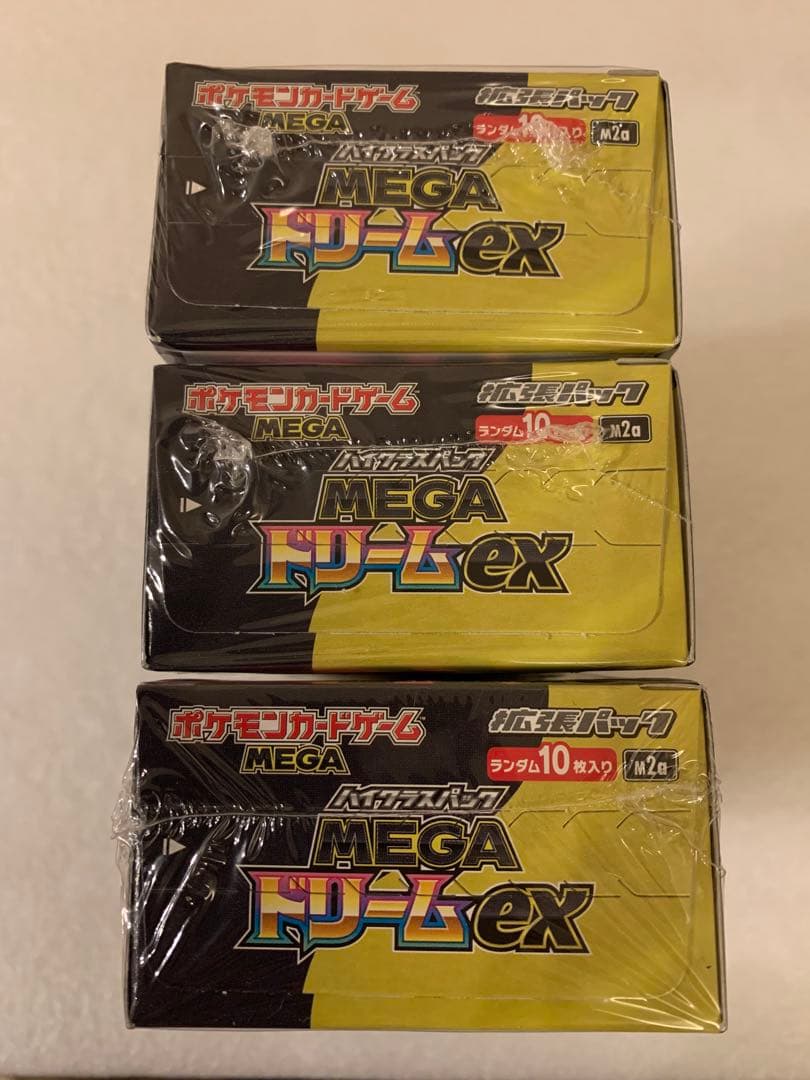 ポケモンカードゲーム
MEGA
拡張パック
ランダム10枚入り M2a
ハイクラスパック
MEGA
ドリームex
ポケモンカードゲーム
MEGA
拡張パック
ランダム10 M2a
ハイクラスパック
MEGA
ドリームex
ポケモンカードゲーム
MEGA
拡張パック
ランダム10枚入り M2a
ハイクラスパック
MEGA
ドリームex